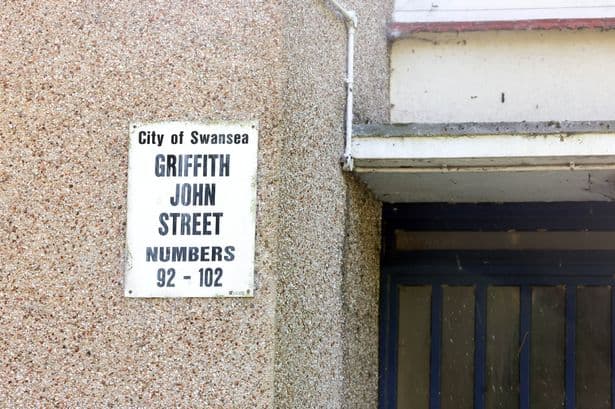 City of Swansea
GRIFFITH
JOHN
STREET
NUMBERS
92 - 102